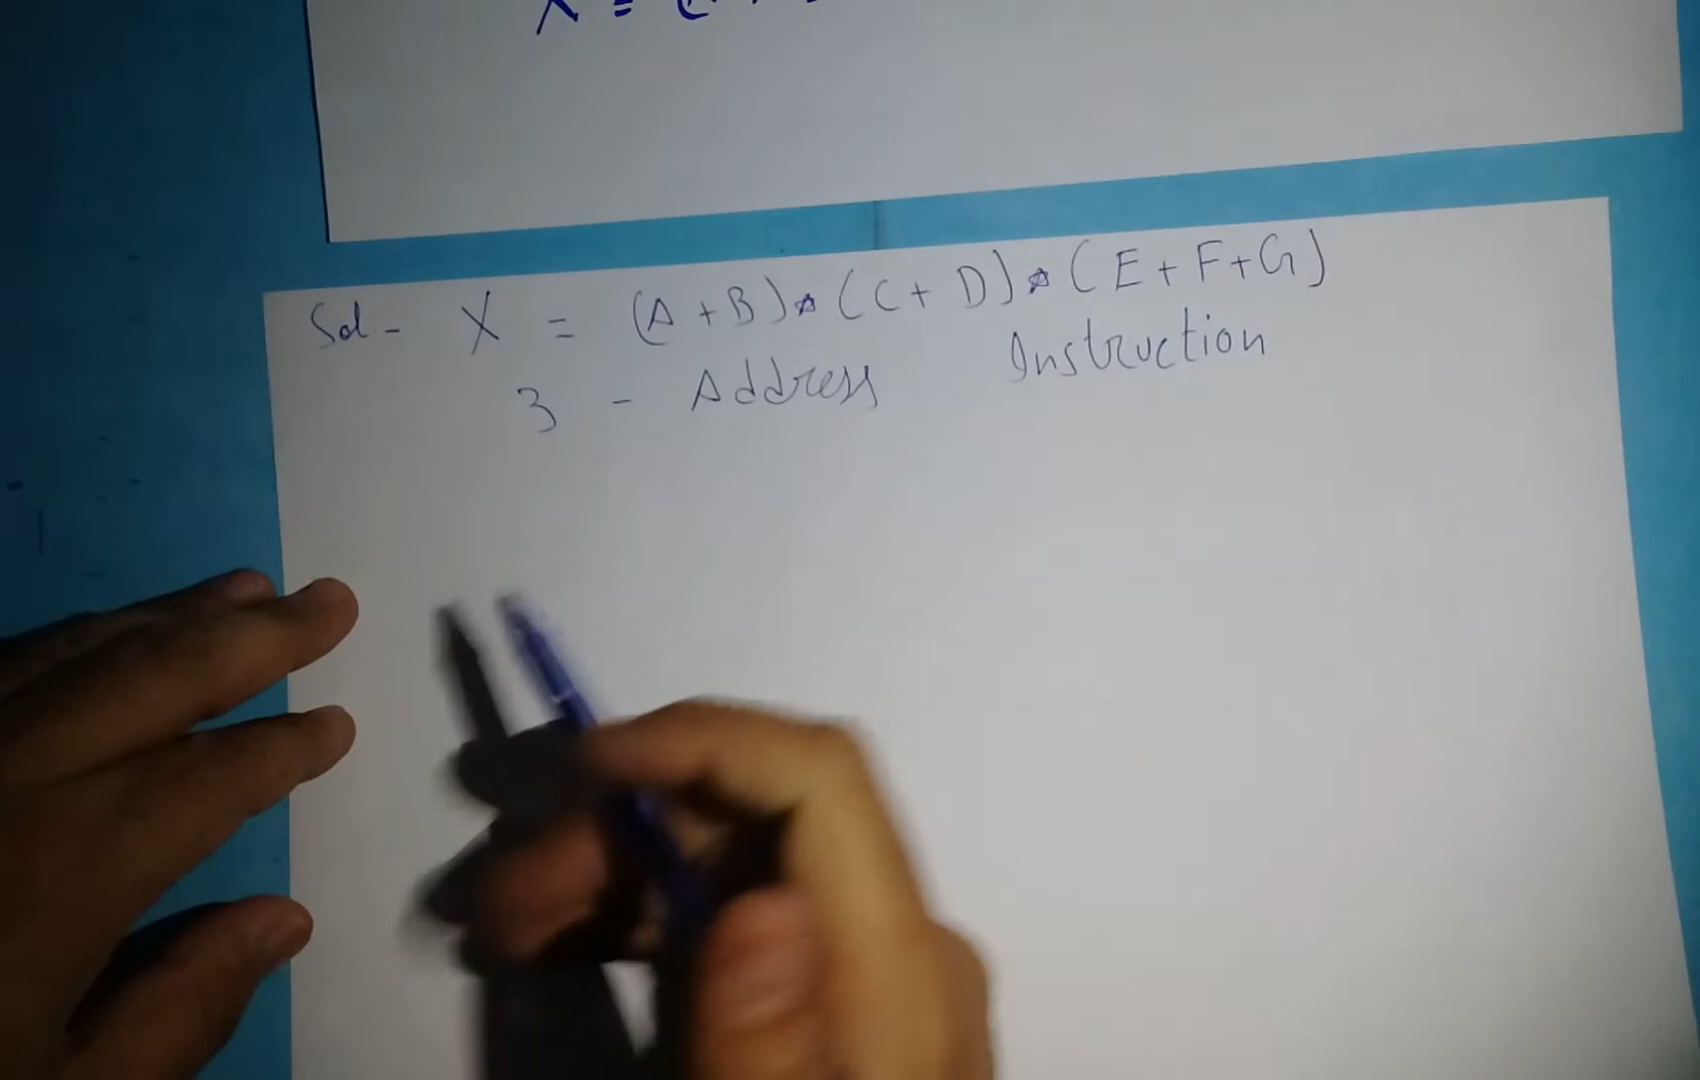 X =
Sol - X = (A + B) * (C + D) * (E + F + G)
3 - Address Instruction